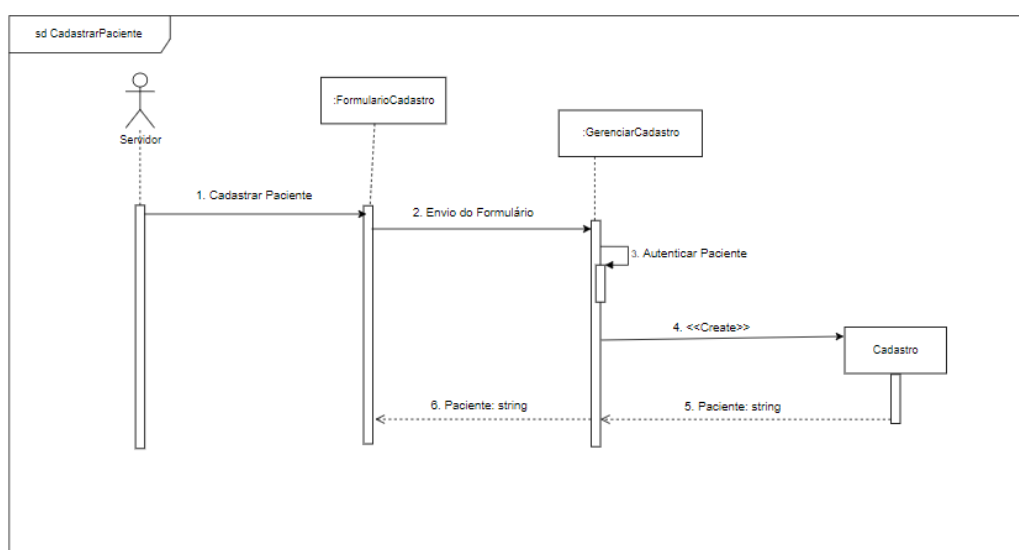 sd CadastrarPaciente
:FormularioCadastro
:GerenciarCadastro
Servidor
1. Cadastrar Paciente
2. Envio do Formulário
3. Autenticar Paciente
4. <<Create>>
Cadastro
6. Paciente: string
5. Paciente: string